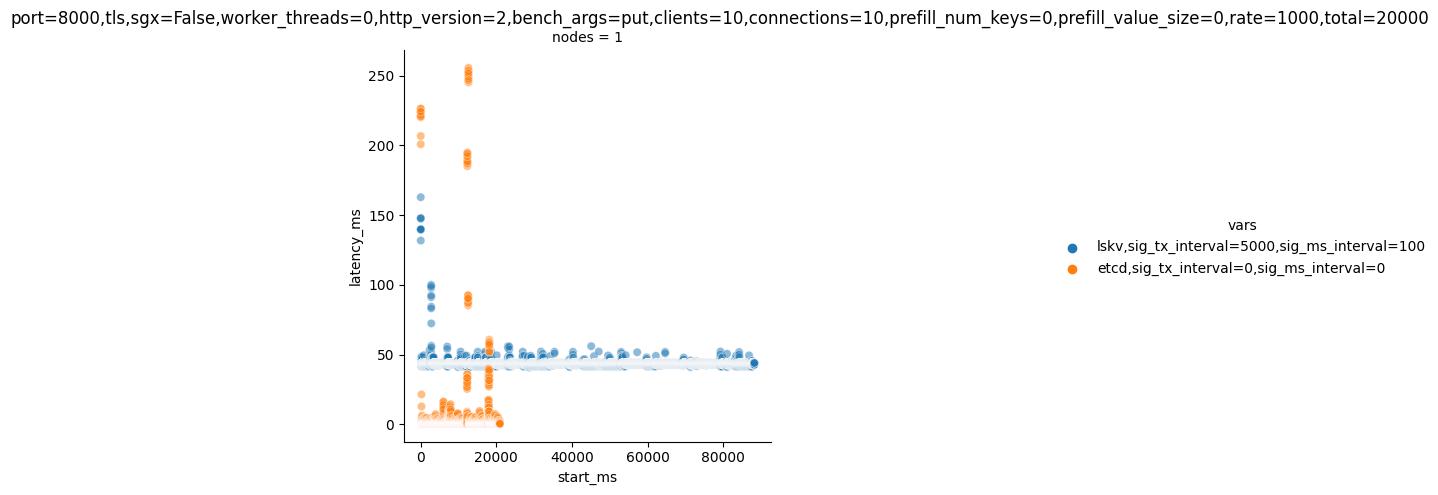 port=8000,tls,sgx=False,worker_threads=0,http_version=2,bench_args=put,clients=10,connections=10,prefill_num_keys=0,prefill_value_size=0,rate=1000,total=20000
nodes = 1
250
200
150
100
50
0
latency_ms
0
20000
40000
60000
80000
start_ms
vars
lskv,sig_tx_interval=5000,sig_ms_interval=100
etcd,sig_tx_interval=0,sig_ms_interval=0